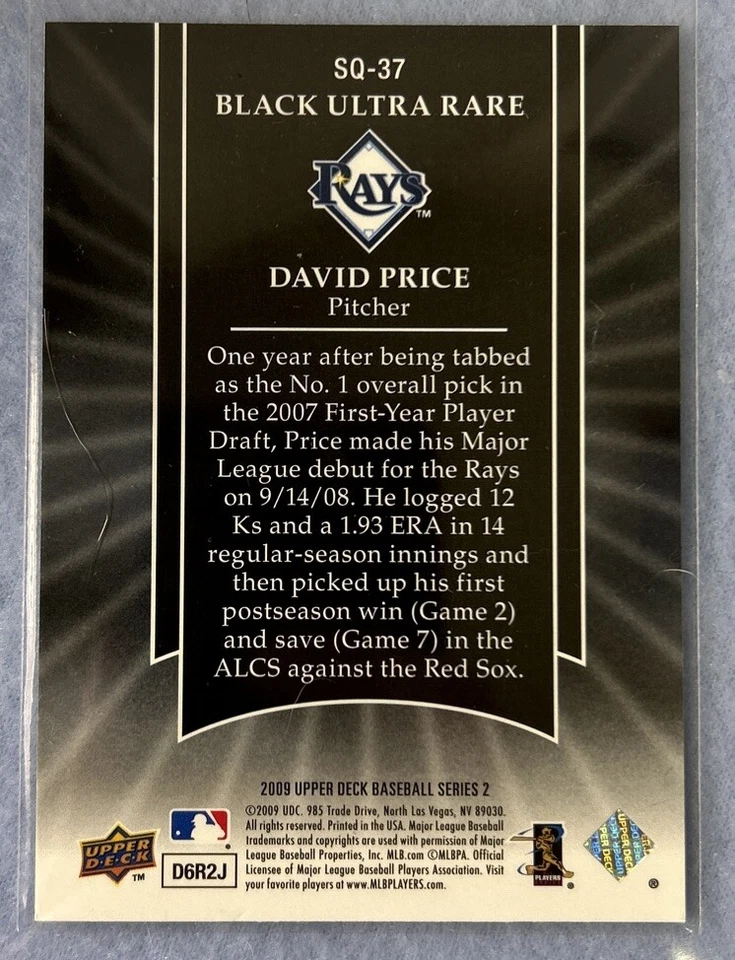 SQ-37
BLACK ULTRA RARE
RAYS TM
DAVID PRICE
Pitcher
One year after being tabbed
as the No. 1 overall pick in
the 2007 First-Year Player
Draft, Price made his Major
League debut for the Rays
on 9/14/08. He logged 12
Ks and a 1.93 ERA in 14
regular-season innings and
then picked up his first
postseason win (Game 2)
and save (Game 7) in the
ALCS against the Red Sox.
2009 UPPER DECK BASEBALL SERIES 2
©2009 UDC. 985 Trade Drive, North Las Vegas, NV 89030.
All rights reserved. Printed in the USA. Major League Baseball
trademarks and copyrights are used with permission of Major
League Baseball Properties, Inc. MLB.com ©MLBPA. Official
Licensee of Major League Baseball Players Association. Visit
your favorite players at www.MLBPLAYERS.com.
UPPER
D·E·C·K
TM
D6R2J
PLAYERS
®
UPPER DECK
®